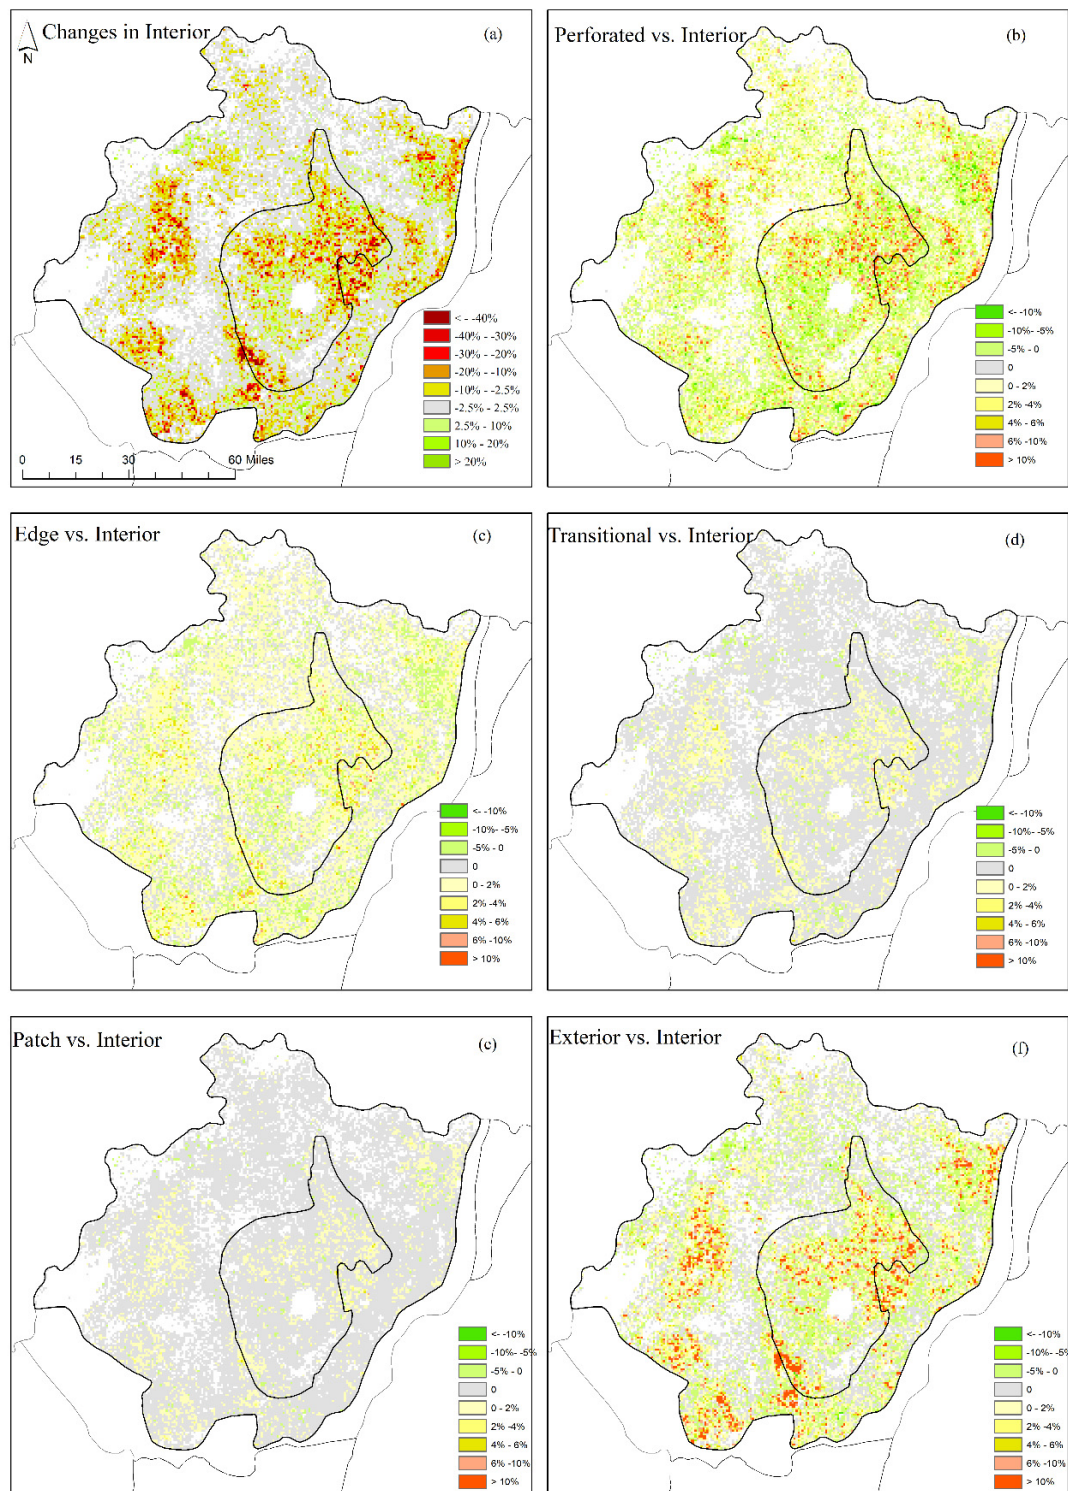 Changes in Interior
(a)
N
< - -40%
-40% - -30%
-30% - -20%
-20% - -10%
-10% - -2.5%
-2.5% - 2.5%
2.5% - 10%
10% - 20%
> 20%
0 15 30 60 Miles
Perforated vs. Interior
(b)
<- -10%
-10%- -5%
-5% - 0
0
0 - 2%
2% -4%
4% - 6%
6% -10%
> 10%
Edge vs. Interior
(c)
<- -10%
-10%- -5%
-5% - 0
0
0 - 2%
2% -4%
4% - 6%
6% -10%
> 10%
Transitional vs. Interior
(d)
<- -10%
-10%- -5%
-5% - 0
0
0 - 2%
2% -4%
4% - 6%
6% -10%
> 10%
Patch vs. Interior
(e)
<- -10%
-10%- -5%
-5% - 0
0
0 - 2%
2% -4%
4% - 6%
6% -10%
> 10%
Exterior vs. Interior
(f)
<- -10%
-10%- -5%
-5% - 0
0
0 - 2%
2% -4%
4% - 6%
6% -10%
> 10%